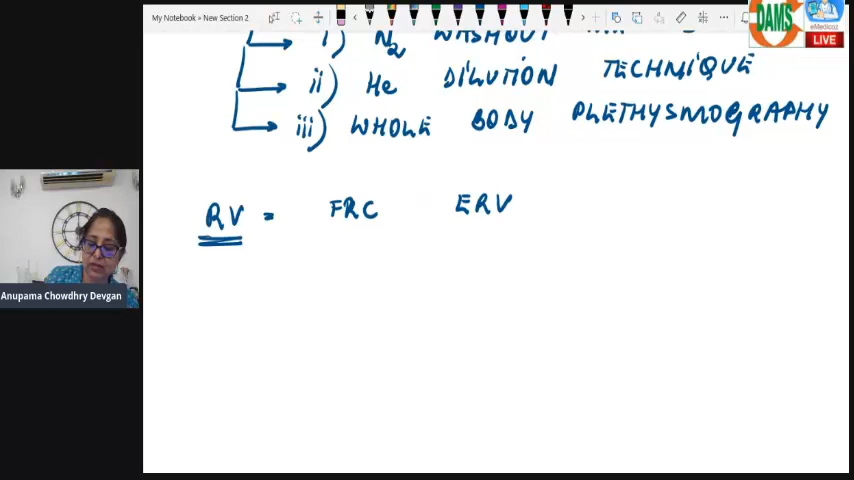 My Notebook > New Section 2
DAMS
eMedicoz
LIVE
i) N2 WASHOUT
ii) He DILUTION TECHNIQUE
iii) WHOLE BODY PLETHYSMOGRAPHY
RV = FRC ERV
Anupama Chowdhry Devgan